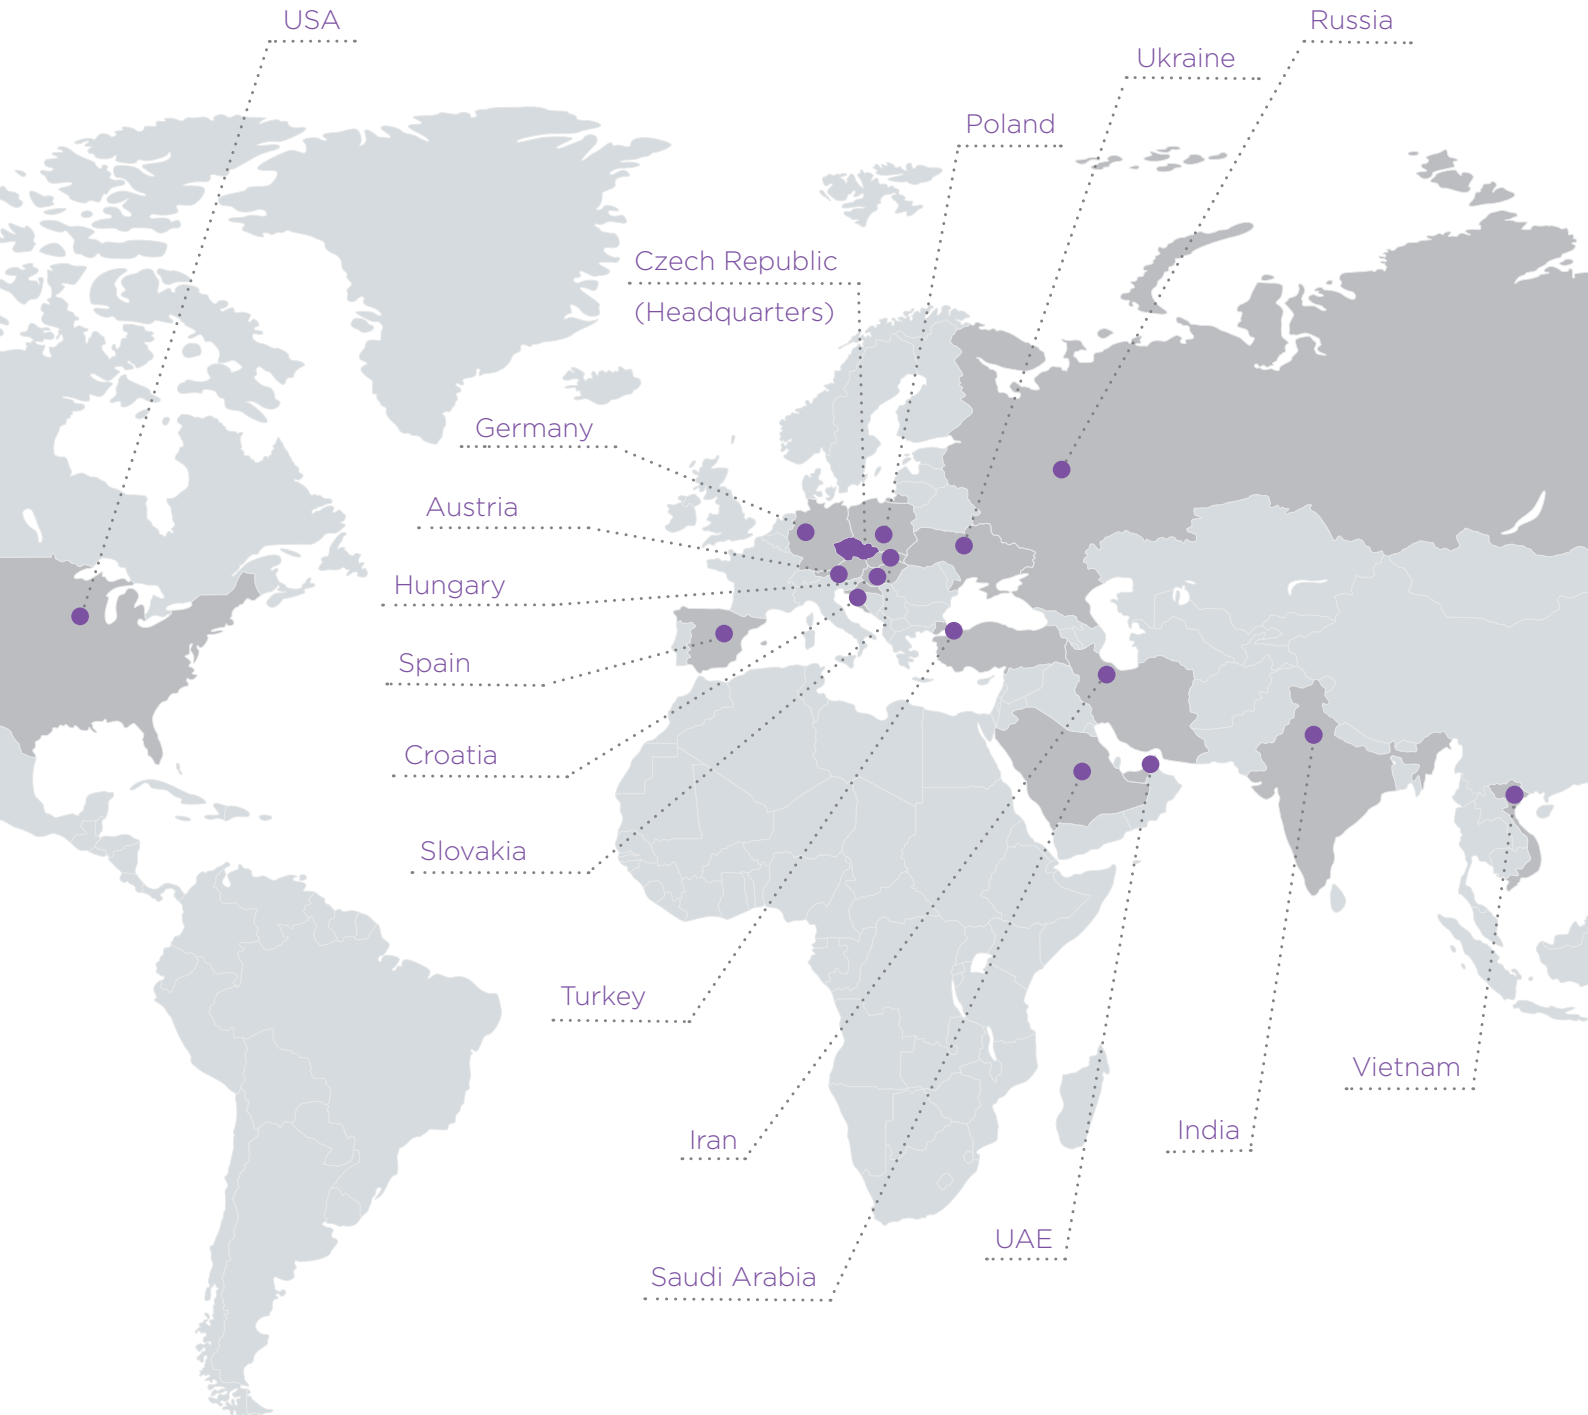 USA
Russia
Ukraine
Poland
Czech Republic
(Headquarters)
Germany
Austria
Hungary
Spain
Croatia
Slovakia
Turkey
Vietnam
India
Iran
UAE
Saudi Arabia